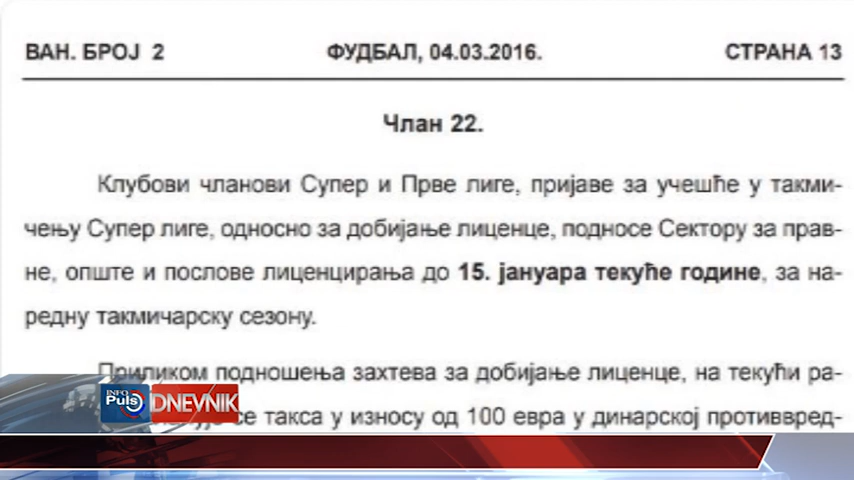 ВАН. БРОЈ 2 ФУДБАЛ, 04.03.2016. СТРАНА 13
Члан 22.
Клубови чланови Супер и Прве лиге, пријаве за учешће у такми-
чењу Супер лиге, односно за добијање лиценце, подносе Сектору за прав-
не, опште и послове лиценцирања до 15. јануара текуће године, за на-
редну такмичарску сезону.
Приликом подношења захтева за добијање лиценце, на текући ра-
се такса у износу од 100 евра у динарској противвред-
INFO
Puls
DNEVNIK